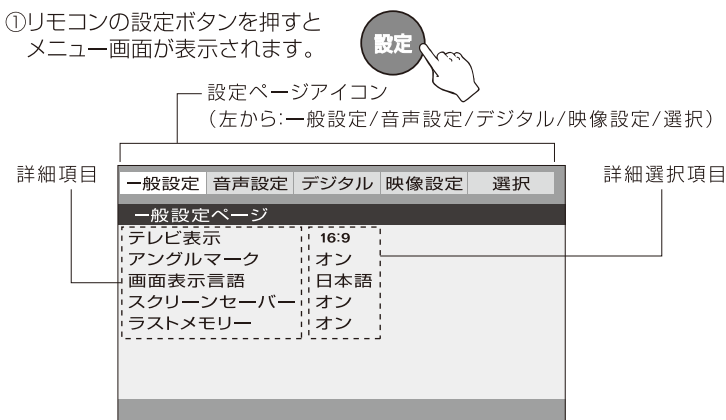 ①リモコンの設定ボタンを押すと
メニュー画面が表示されます。
設定
設定ページアイコン
（左から:一般設定/音声設定/デジタル/映像設定/選択）
詳細項目
詳細選択項目
一般設定 音声設定 デジタル 映像設定 選択
一般設定ページ
テレビ表示 16:9
アングルマーク オン
画面表示言語 日本語
スクリーンセーバー オン
ラストメモリー オン